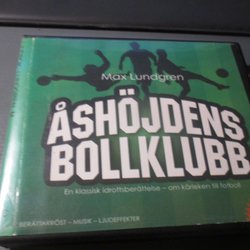 Max Lundgren
ÅSHÖJDENS
BOLLKLUBB
En klassisk idrottsberättelse – om kärleken till fotboll
BERÄTTARRÖST – MUSIK – LJUDEFFEKTER